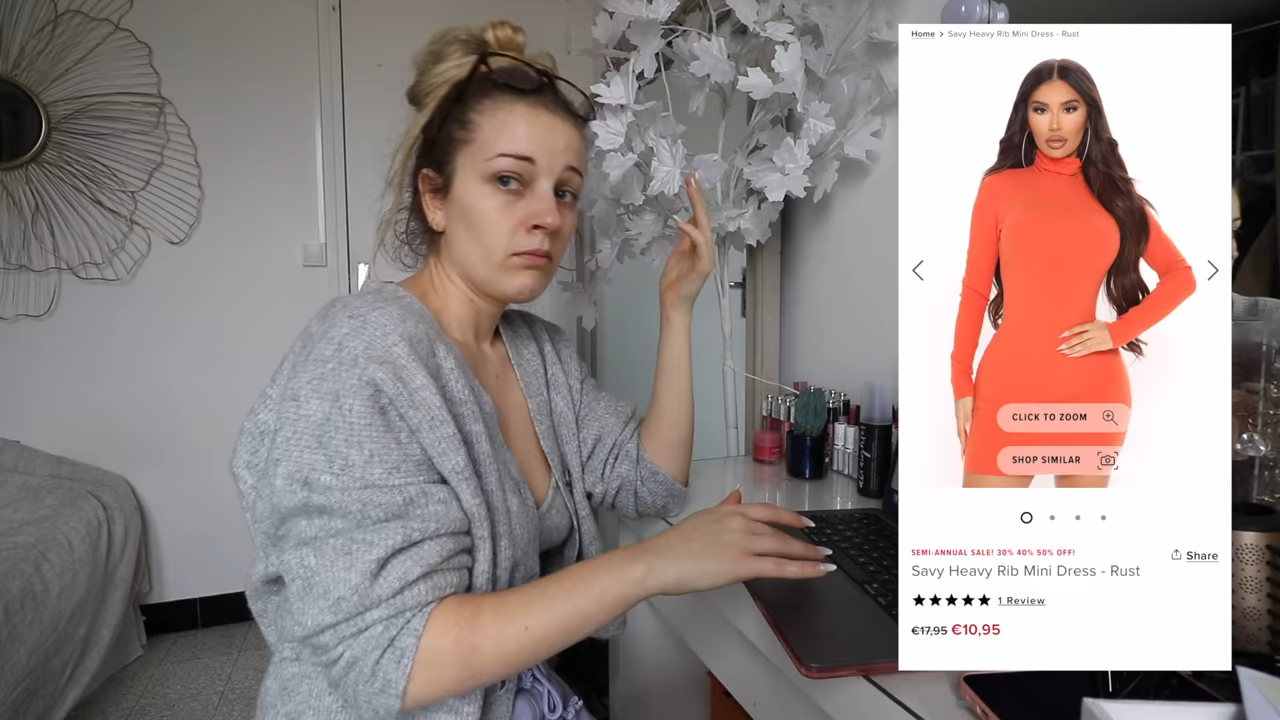 Home > Savy Heavy Rib Mini Dress - Rust
CLICK TO ZOOM
SHOP SIMILAR
SEMI-ANNUAL SALE! 30% 40% 50% OFF!
Share
Savy Heavy Rib Mini Dress - Rust
1 Review
€17,95 €10,95